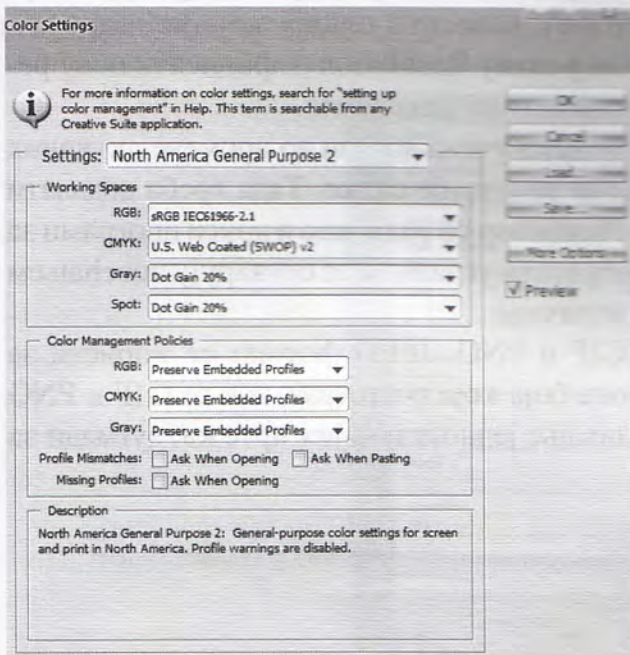 Color Settings
For more information on color settings, search for "setting up
color management" in Help. This term is searchable from any
Creative Suite application.
Settings: North America General Purpose 2
Working Spaces
RGB: sRGB IEC61966-2.1
CMYK: U.S. Web Coated (SWOP) v2
Gray: Dot Gain 20%
Spot: Dot Gain 20%
Color Management Policies
RGB: Preserve Embedded Profiles
CMYK: Preserve Embedded Profiles
Gray: Preserve Embedded Profiles
Profile Mismatches: Ask When Opening Ask When Pasting
Missing Profiles: Ask When Opening
Description
North America General Purpose 2: General-purpose color settings for screen
and print in North America. Profile warnings are disabled.
OK
Cancel
Load...
Save...
More Options
Preview